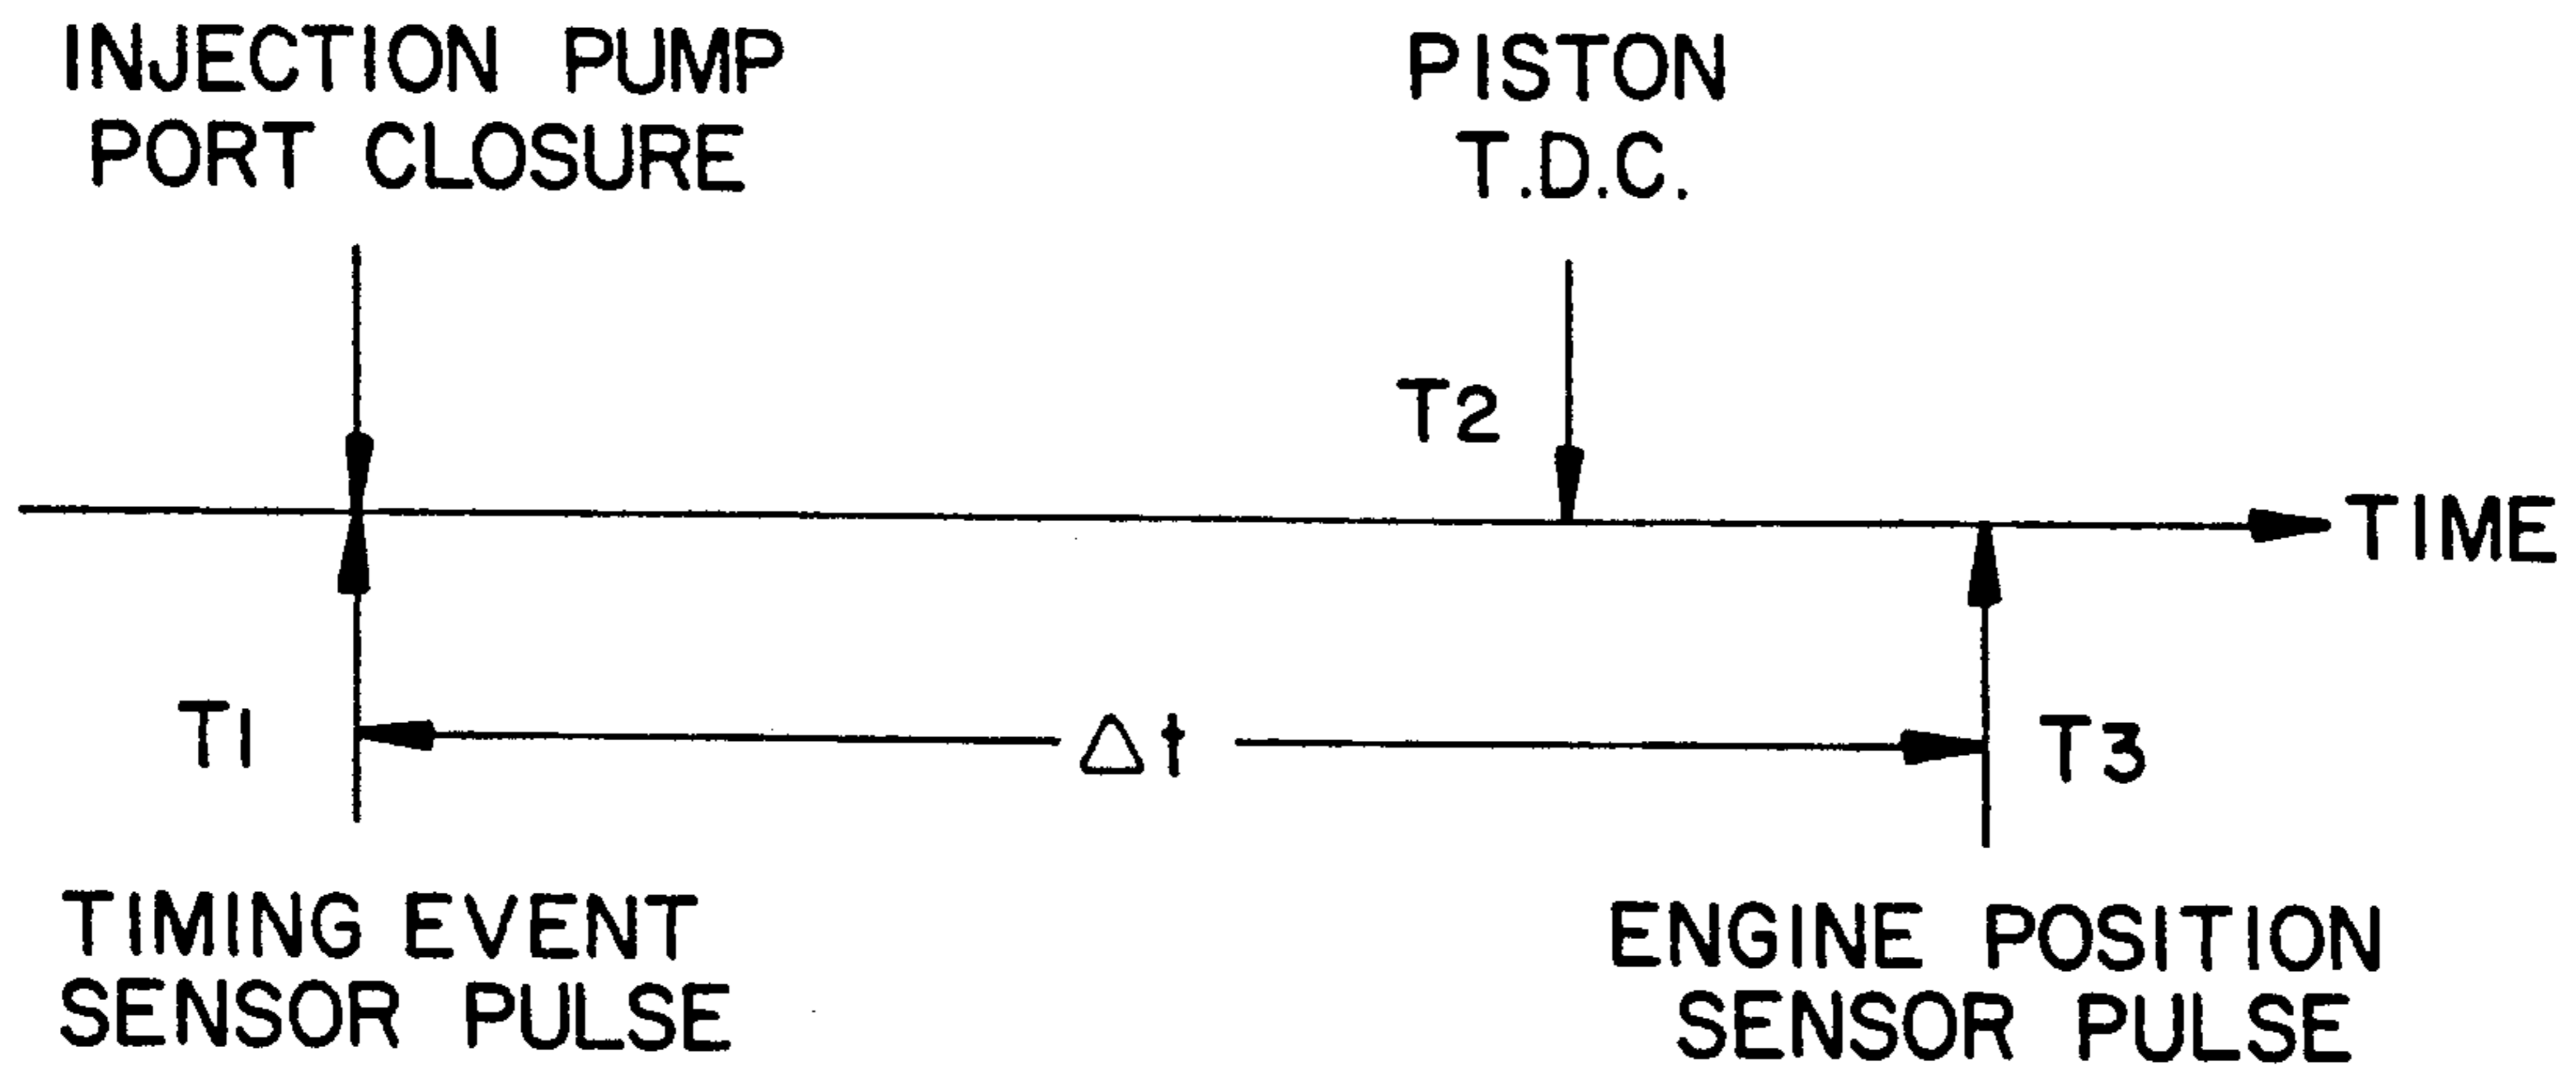 INJECTION PUMP
PORT CLOSURE
PISTON
T.D.C.
T2
TIME
T1
Δt
T3
TIMING EVENT
SENSOR PULSE
ENGINE POSITION
SENSOR PULSE